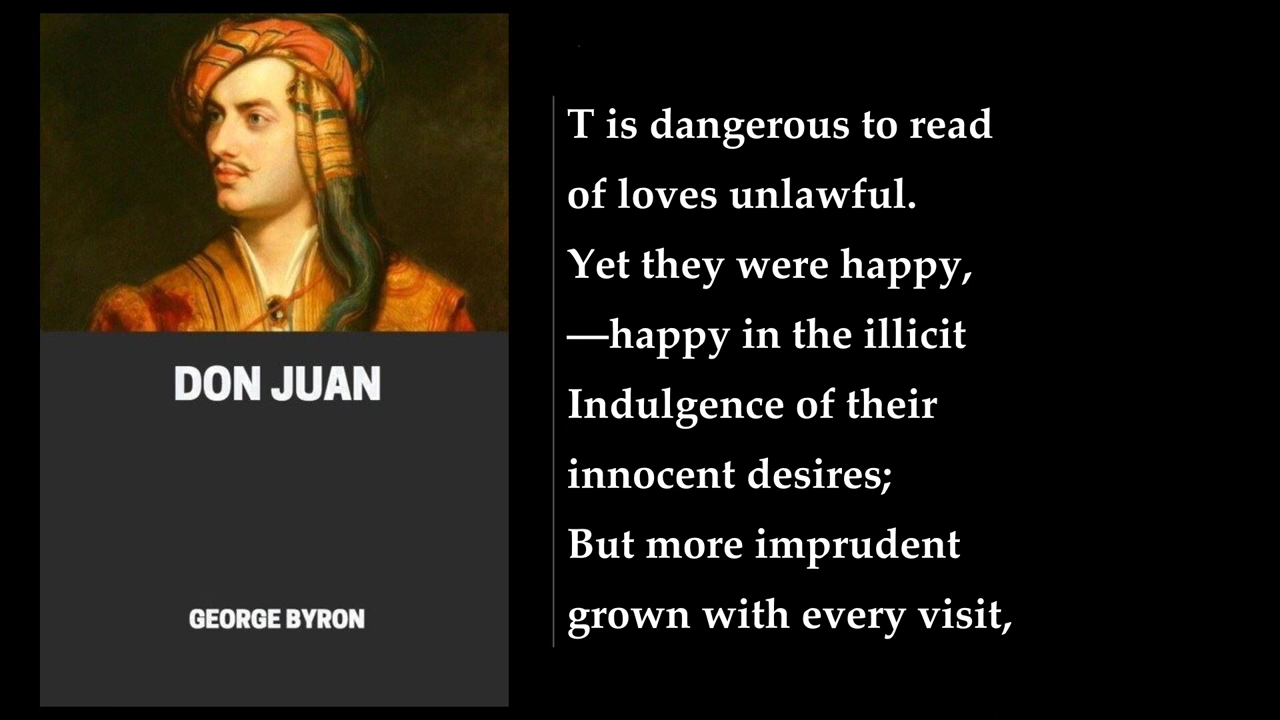 DON JUAN
GEORGE BYRON
T is dangerous to read
of loves unlawful.
Yet they were happy,
—happy in the illicit
Indulgence of their
innocent desires;
But more imprudent
grown with every visit,